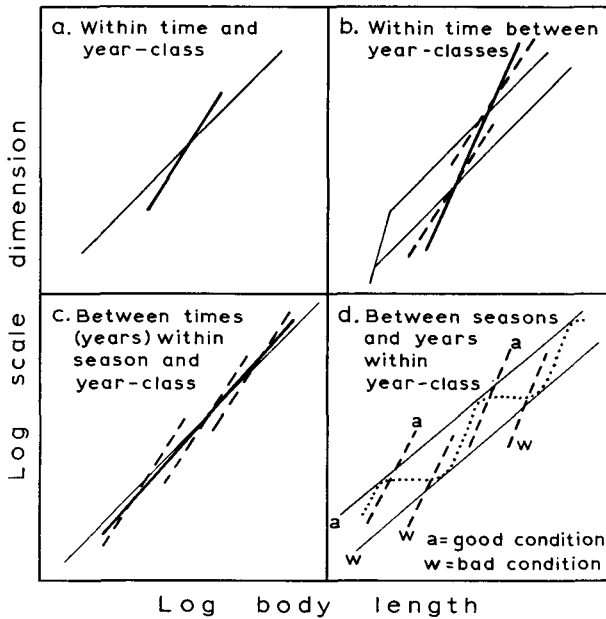 a. Within time and
year-class
b. Within time between
year-classes
dimension
c. Between times
(years) within
season and
year-class
d. Between seasons
and years
within
year-class
a
a
w
w
w
a = good condition
w = bad condition
Log scale
Log body length